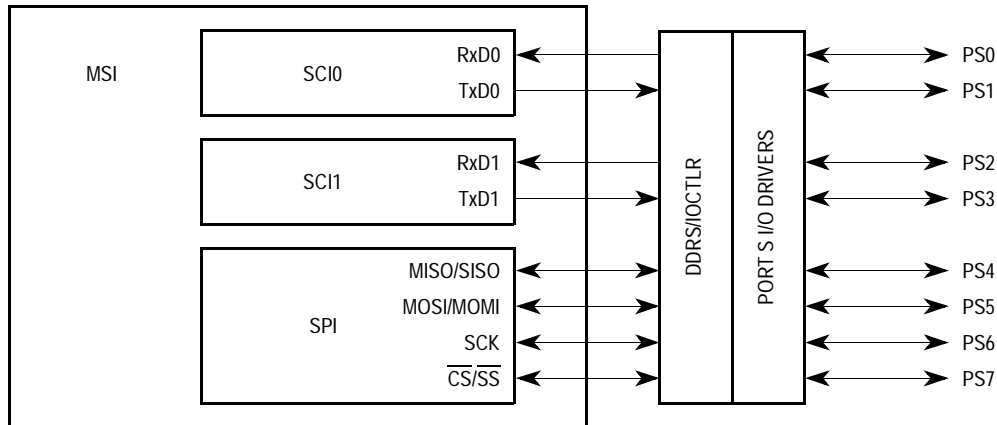 MSI
SCI0
RxD0
TxD0
SCI1
RxD1
TxD1
SPI
MISO/SISO
MOSI/MOMI
SCK
CS/SS
DDRS/IOCTLR
PORT S I/O DRIVERS
PS0
PS1
PS2
PS3
PS4
PS5
PS6
PS7